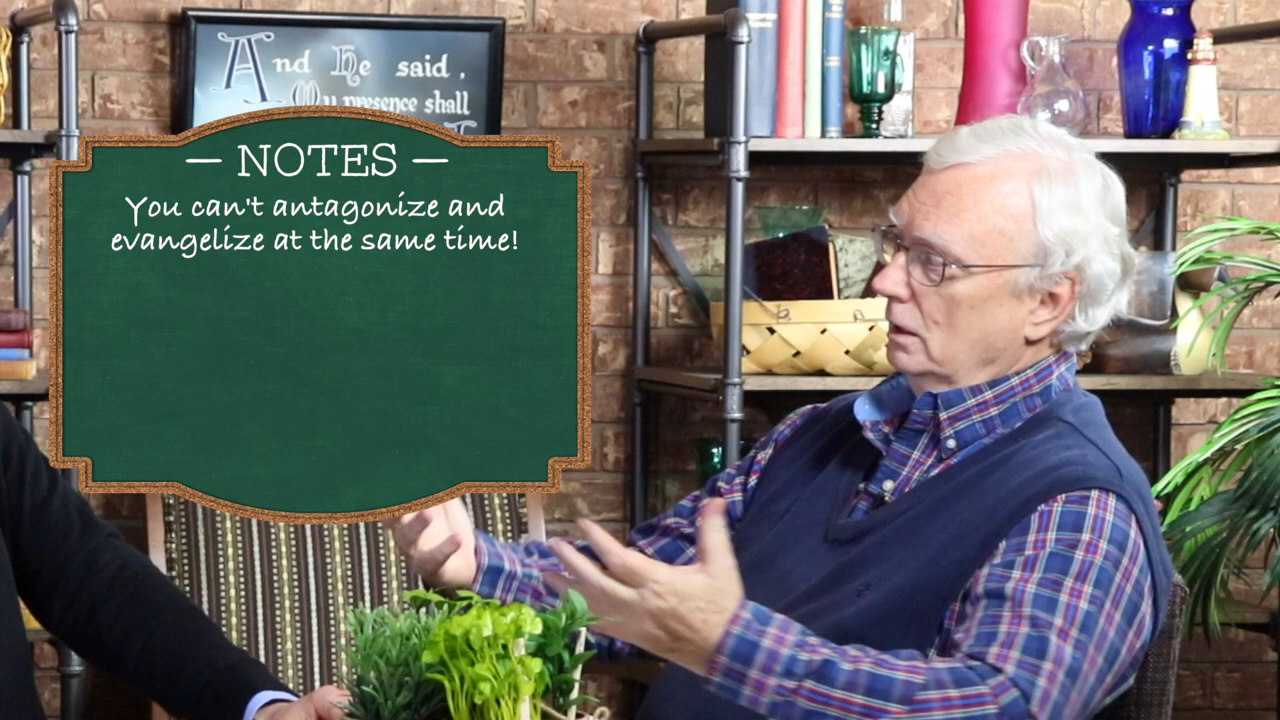 And He said,
My presence shall
— NOTES —
You can't antagonize and
evangelize at the same time!